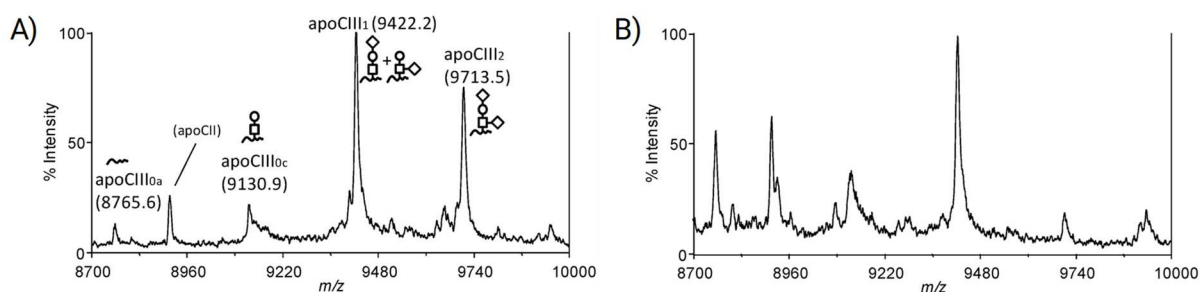 A)
apoCIII1 (9422.2)
100
+
apoCIII2
(9713.5)
(apoCII)
% Intensity
50
apoCIII0a
(8765.6)
apoCIII0c
(9130.9)
0
8700 8960 9220 9480 9740 10000
m/z
B)
100
% Intensity
50
0
8700 8960 9220 9480 9740 10000
m/z